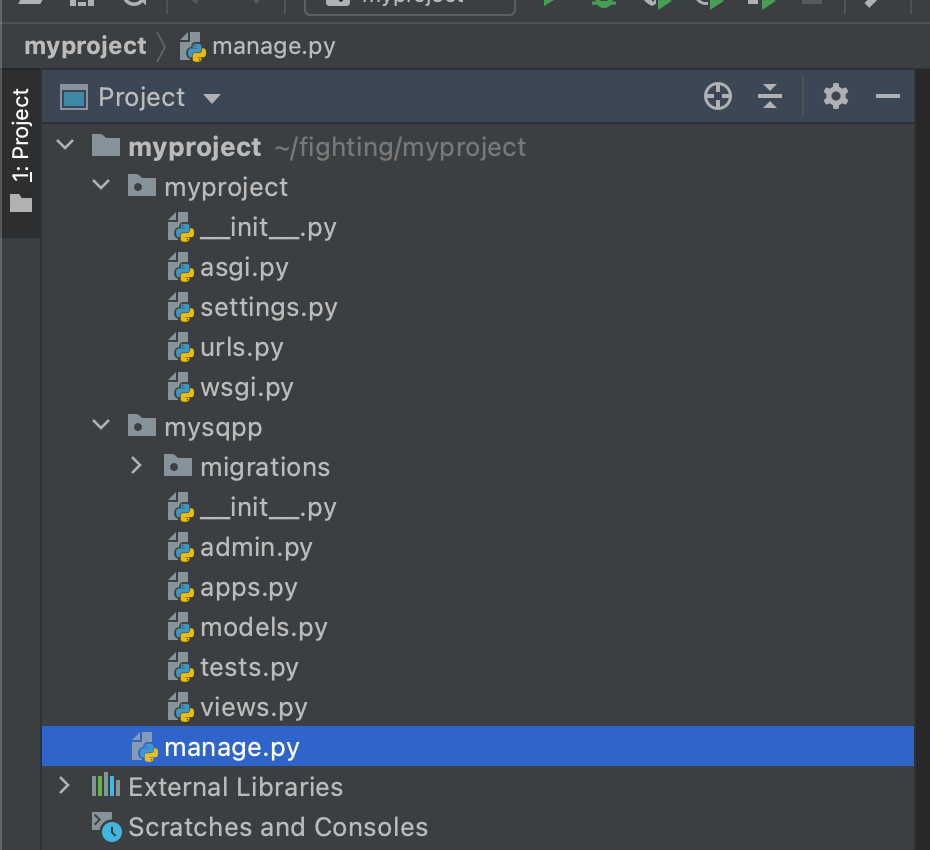 myproject
myproject manage.py
1: Project
Project
myproject ~/fighting/myproject
myproject
__init__.py
asgi.py
settings.py
urls.py
wsgi.py
mysqpp
migrations
__init__.py
admin.py
apps.py
models.py
tests.py
views.py
manage.py
External Libraries
Scratches and Consoles